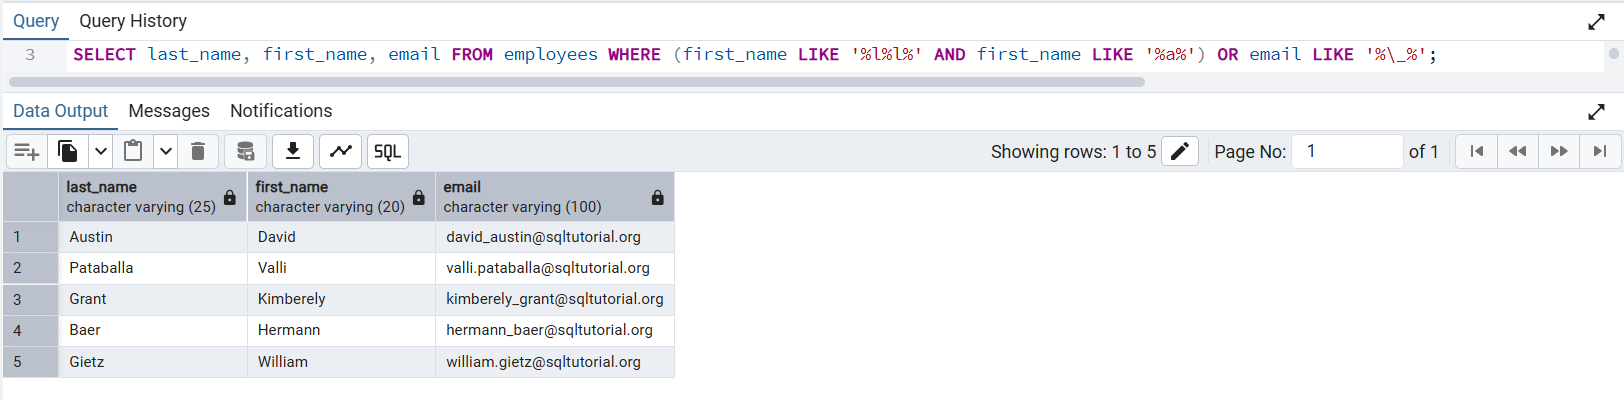 Query Query History
3 SELECT last_name, first_name, email FROM employees WHERE (first_name LIKE '%l%l%' AND first_name LIKE '%a%') OR email LIKE '%\_%';
Data Output Messages Notifications
SQL Showing rows: 1 to 5 Page No: 1 of 1
last_name first_name email
character varying (25) character varying (20) character varying (100)
1 Austin David david_austin@sqltutorial.org
2 Pataballa Valli valli.pataballa@sqltutorial.org
3 Grant Kimberely kimberely_grant@sqltutorial.org
4 Baer Hermann hermann_baer@sqltutorial.org
5 Gietz William william.gietz@sqltutorial.org